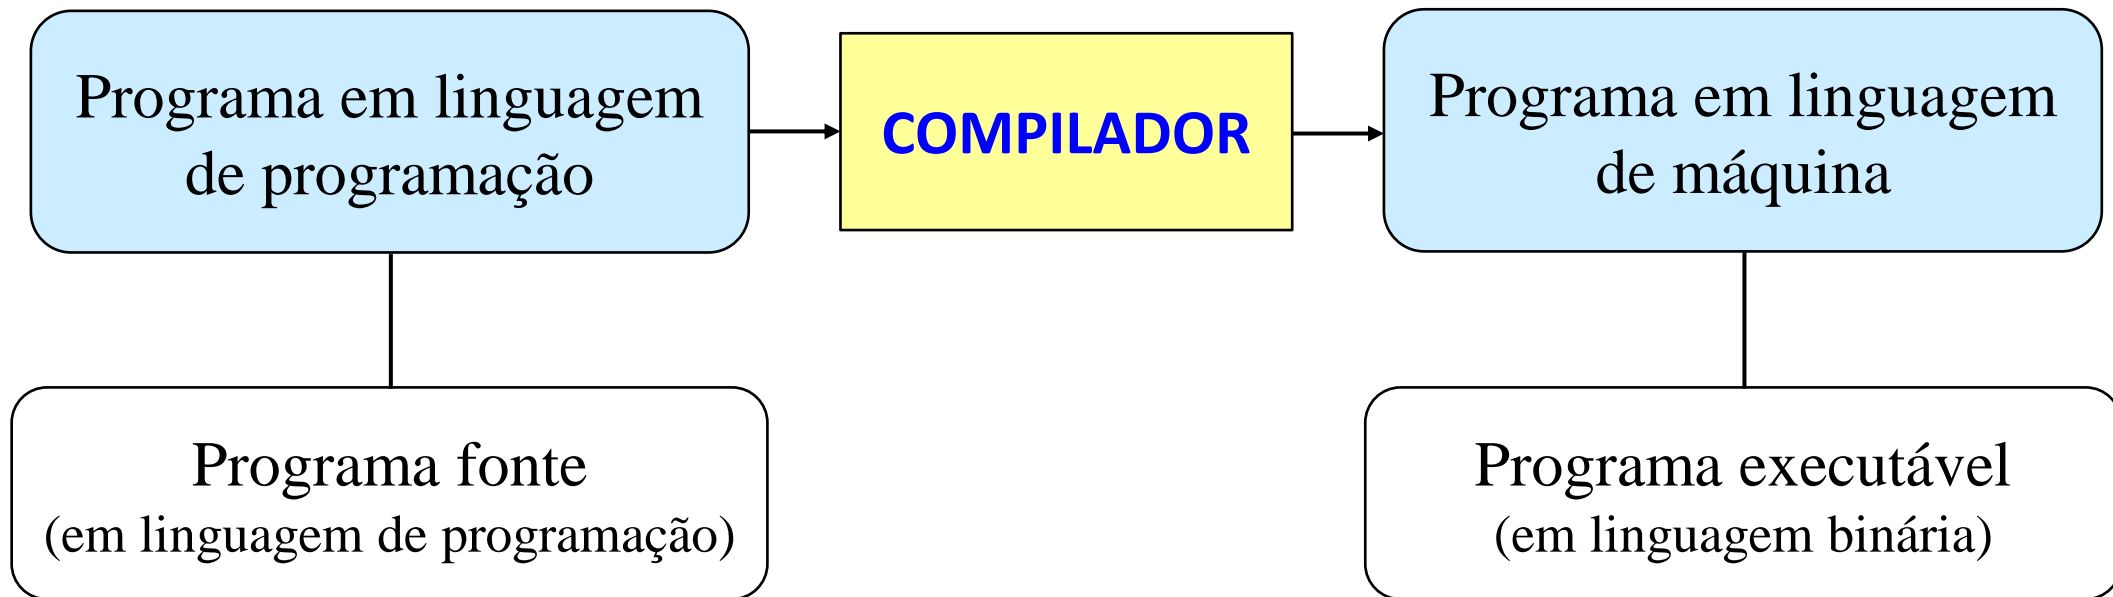 Programa em linguagem
de programação
COMPILADOR
Programa em linguagem
de máquina
Programa fonte
(em linguagem de programação)
Programa executável
(em linguagem binária)